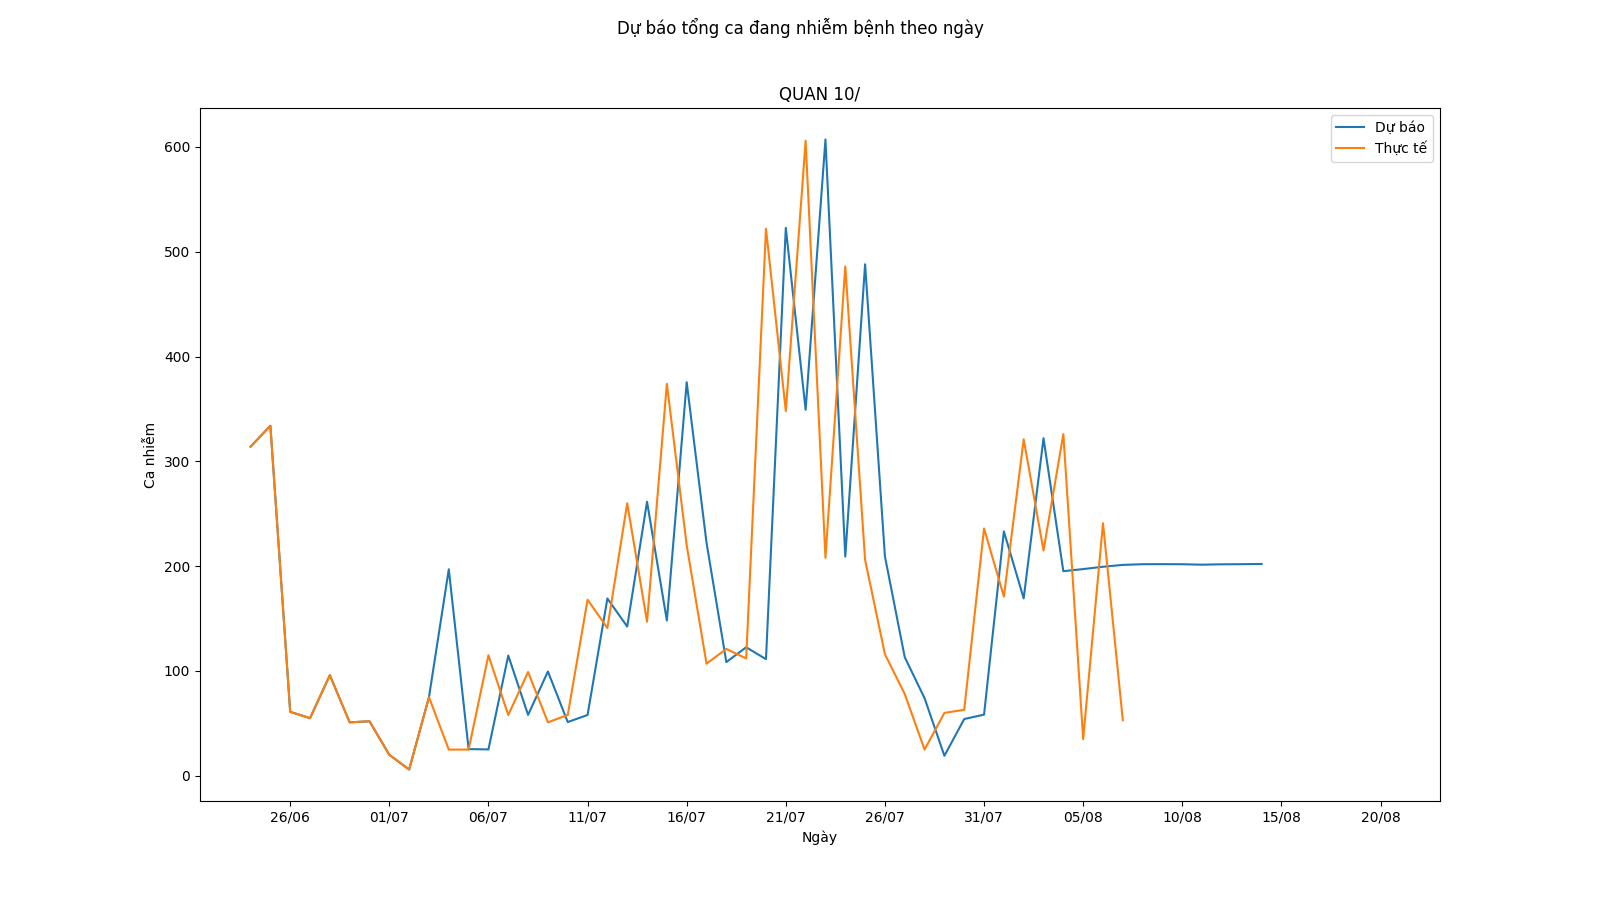 Dự báo tổng ca đang nhiễm bệnh theo ngày
QUAN 10/
Dự báo
Thực tế
600
500
400
300
200
100
0
Ca nhiễm
26/06 01/07 06/07 11/07 16/07 21/07 26/07 31/07 05/08 10/08 15/08 20/08
Ngày